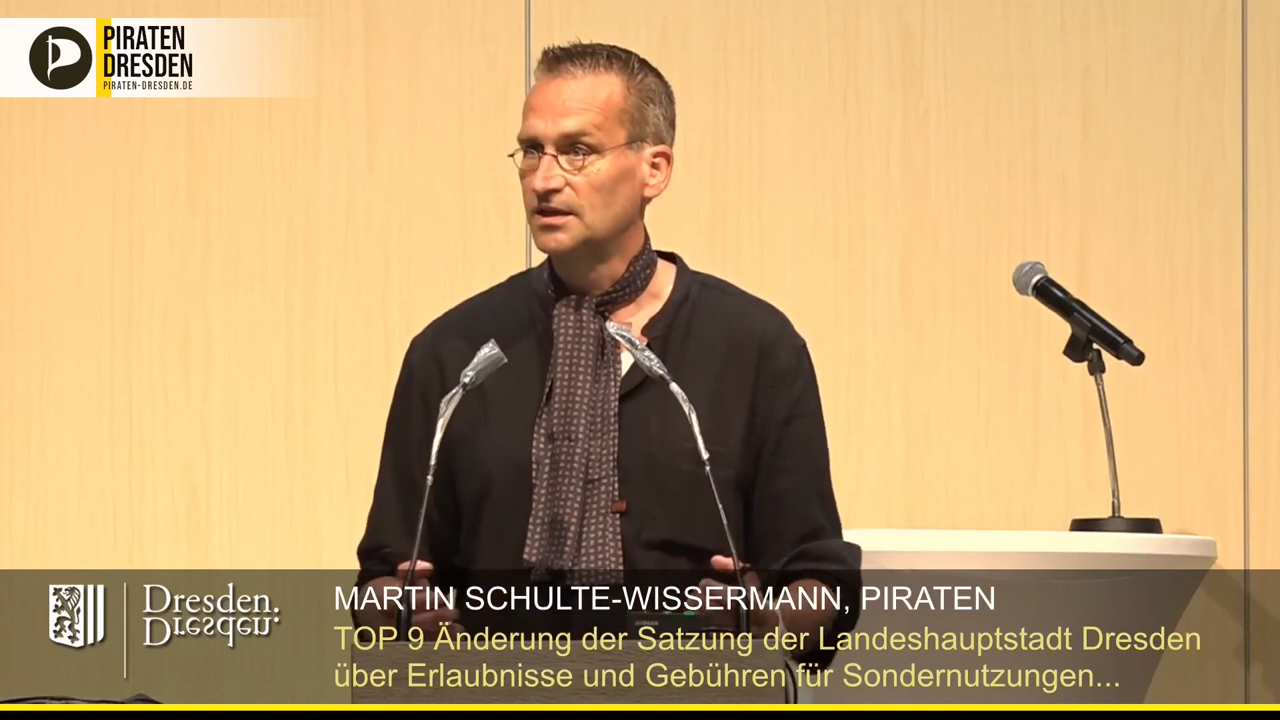 PIRATEN
DRESDEN
PIRATEN-DRESDEN.DE
Dresden.
Dresden.
MARTIN SCHULTE-WISSERMANN, PIRATEN
TOP 9 Änderung der Satzung der Landeshauptstadt Dresden
über Erlaubnisse und Gebühren für Sondernutzungen...